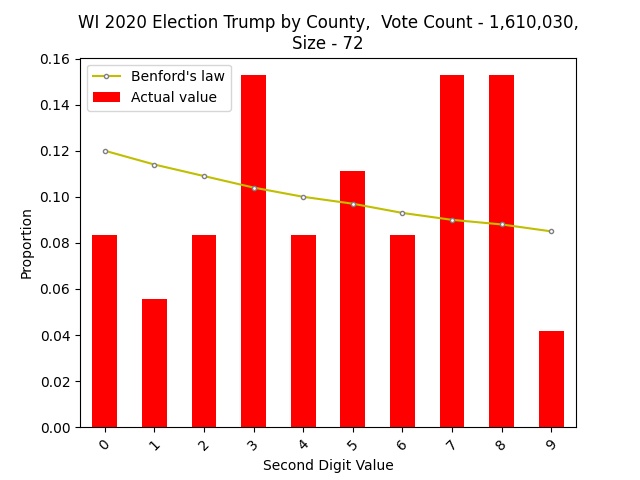 WI 2020 Election Trump by County,  Vote Count - 1,610,030,
Size - 72
Benford's law
Actual value
0.16
0.14
0.12
0.10
0.08
0.06
0.04
0.02
0.00
Proportion
0 1 2 3 4 5 6 7 8 9
Second Digit Value